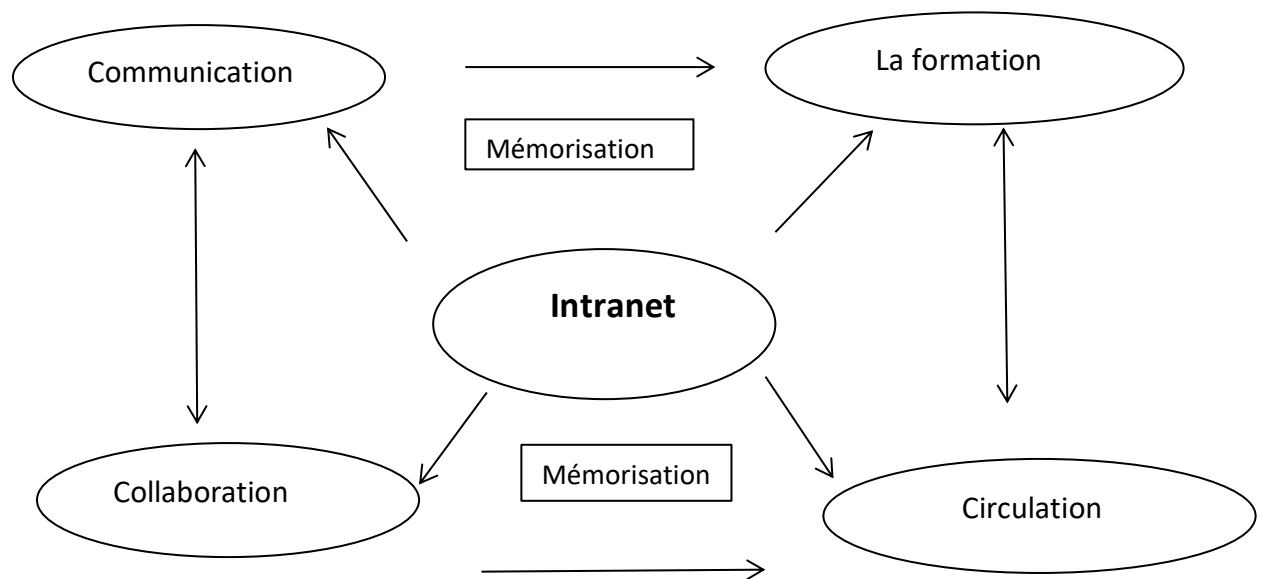 Communication
La formation
Mémorisation
Intranet
Mémorisation
Collaboration
Circulation